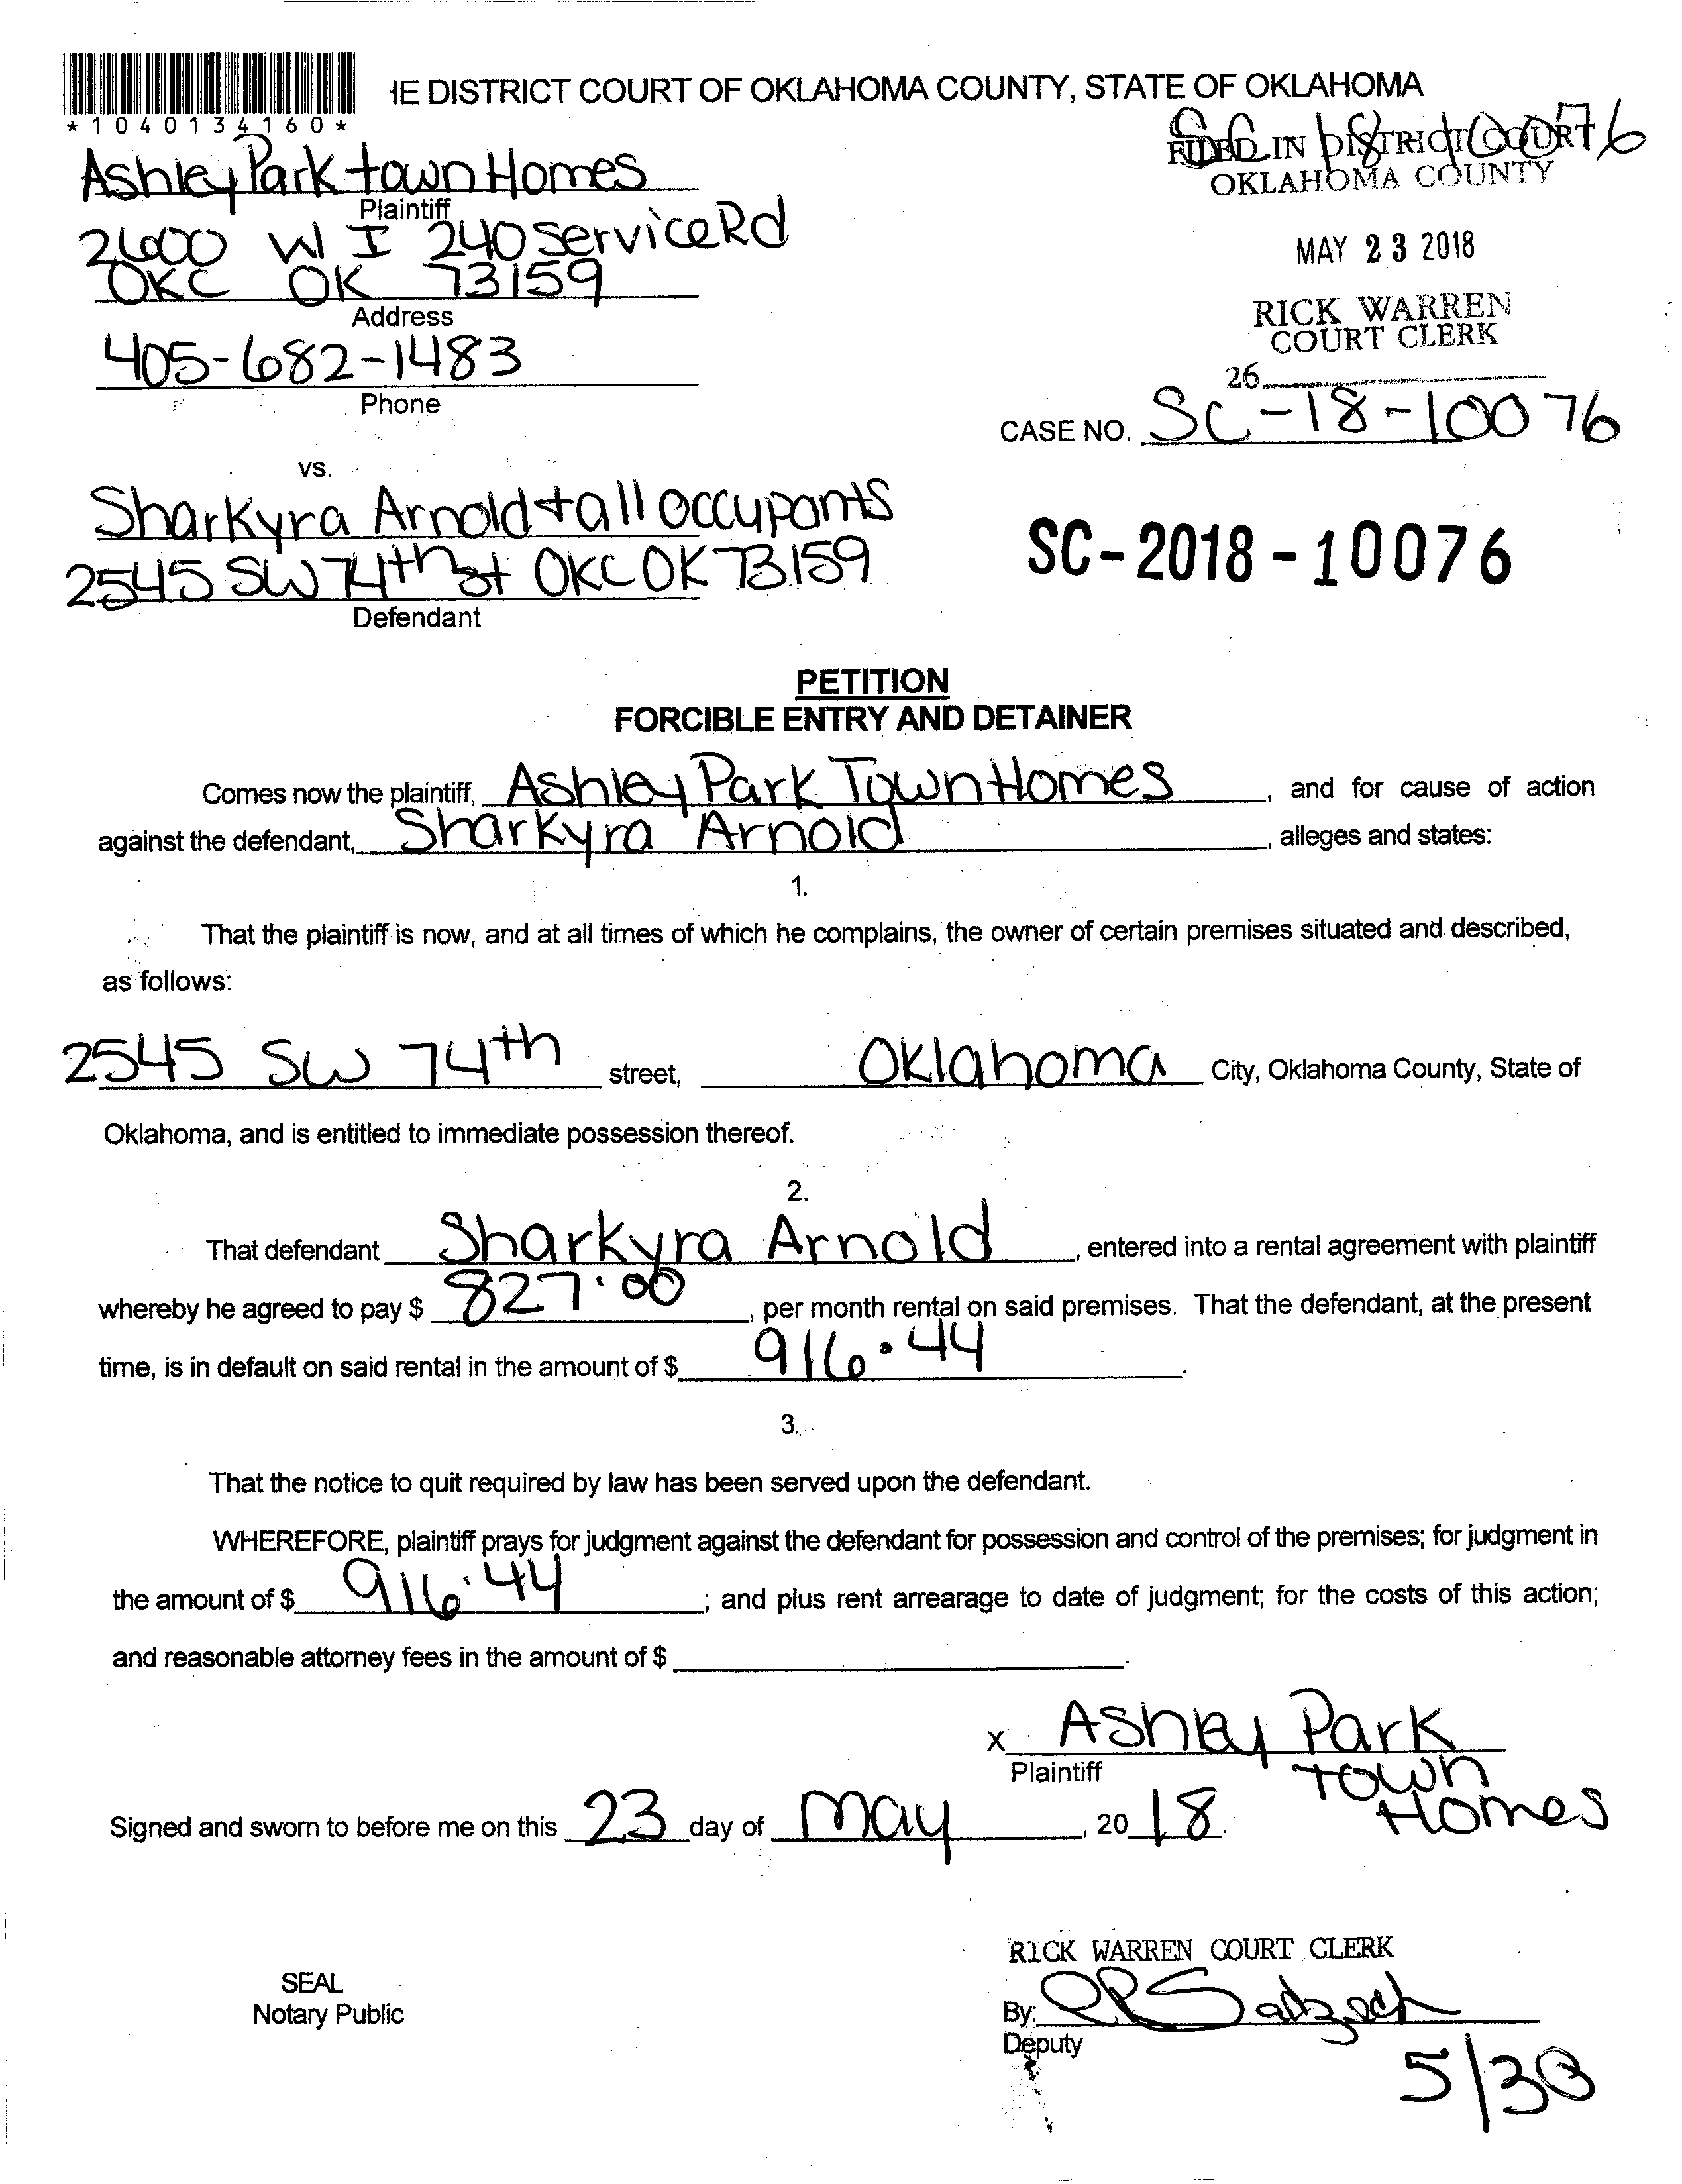 *1040134160*
IE DISTRICT COURT OF OKLAHOMA COUNTY, STATE OF OKLAHOMA
SC 18 10076
FILED IN DISTRICT COURT
OKLAHOMA COUNTY
Ashley Park town Homes
Plaintiff
2600 W I 240 service Rd
OKC OK 73159
Address
MAY 23 2018
RICK WARREN
COURT CLERK
405-682-1483
Phone
26
CASE NO. SC-18-10076
vs.
Sharkyra Arnold + all occupants
2545 SW 74th st OKC OK 73159
Defendant
SC-2018-10076
PETITION
FORCIBLE ENTRY AND DETAINER
Comes now the plaintiff, Ashley Park Town Homes, and for cause of action
against the defendant, Sharkyra Arnold, alleges and states:
1.
That the plaintiff is now, and at all times of which he complains, the owner of certain premises situated and described,
as follows:
2545 SW 74th street, Oklahoma City, Oklahoma County, State of
Oklahoma, and is entitled to immediate possession thereof.
2.
That defendant Sharkyra Arnold, entered into a rental agreement with plaintiff
whereby he agreed to pay $ 827.00, per month rental on said premises. That the defendant, at the present
time, is in default on said rental in the amount of $ 916.44.
3.
That the notice to quit required by law has been served upon the defendant.
WHEREFORE, plaintiff prays for judgment against the defendant for possession and control of the premises; for judgment in
the amount of $ 916.44; and plus rent arrearage to date of judgment; for the costs of this action;
and reasonable attorney fees in the amount of $ .
X Ashley Park
Plaintiff
Town
Homes
Signed and sworn to before me on this 23 day of May, 2018.
RICK WARREN COURT CLERK
SEAL
Notary Public
By:
Deputy